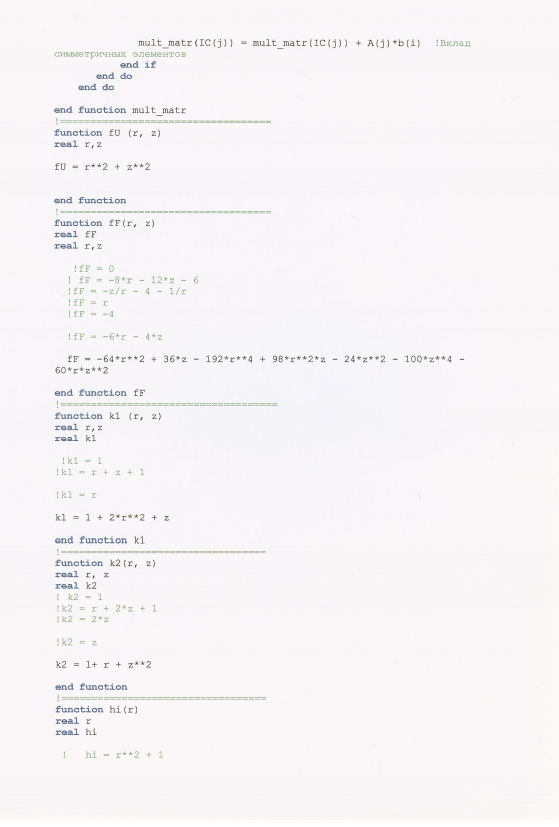 mult_matr(IC(j)) = mult_matr(IC(j)) + A(j)*b(i)  !Вклад
симметричных элементов
end if
end do
end do
end function mult_matr
!===================================
function fU (r, z)
real r,z
fU = r**2 + z**2
end function
!===================================
function fF(r, z)
real fF
real r,z
!fF = 0
! fF = -8*r - 12*z - 6
!fF = -z/r - 4 - 1/r
!fF = r
!fF = -4
!fF = -6*r - 4*z
fF = -64*r**2 + 36*z - 192*r**4 + 98*r**2*z - 24*z**2 - 100*z**4 -
60*r*z**2
end function fF
!====================================
function k1 (r, z)
real r,z
real k1
!k1 = 1
!k1 = r + z + 1
!k1 = r
k1 = 1 + 2*r**2 + z
end function k1
!==================================
function k2(r, z)
real r, z
real k2
! k2 = 1
!k2 = r + 2*z + 1
!k2 = 2*z
!k2 = z
k2 = 1+ r + z**2
end function
!==================================
function hi(r)
real r
real hi
!   hi = r**2 + 1